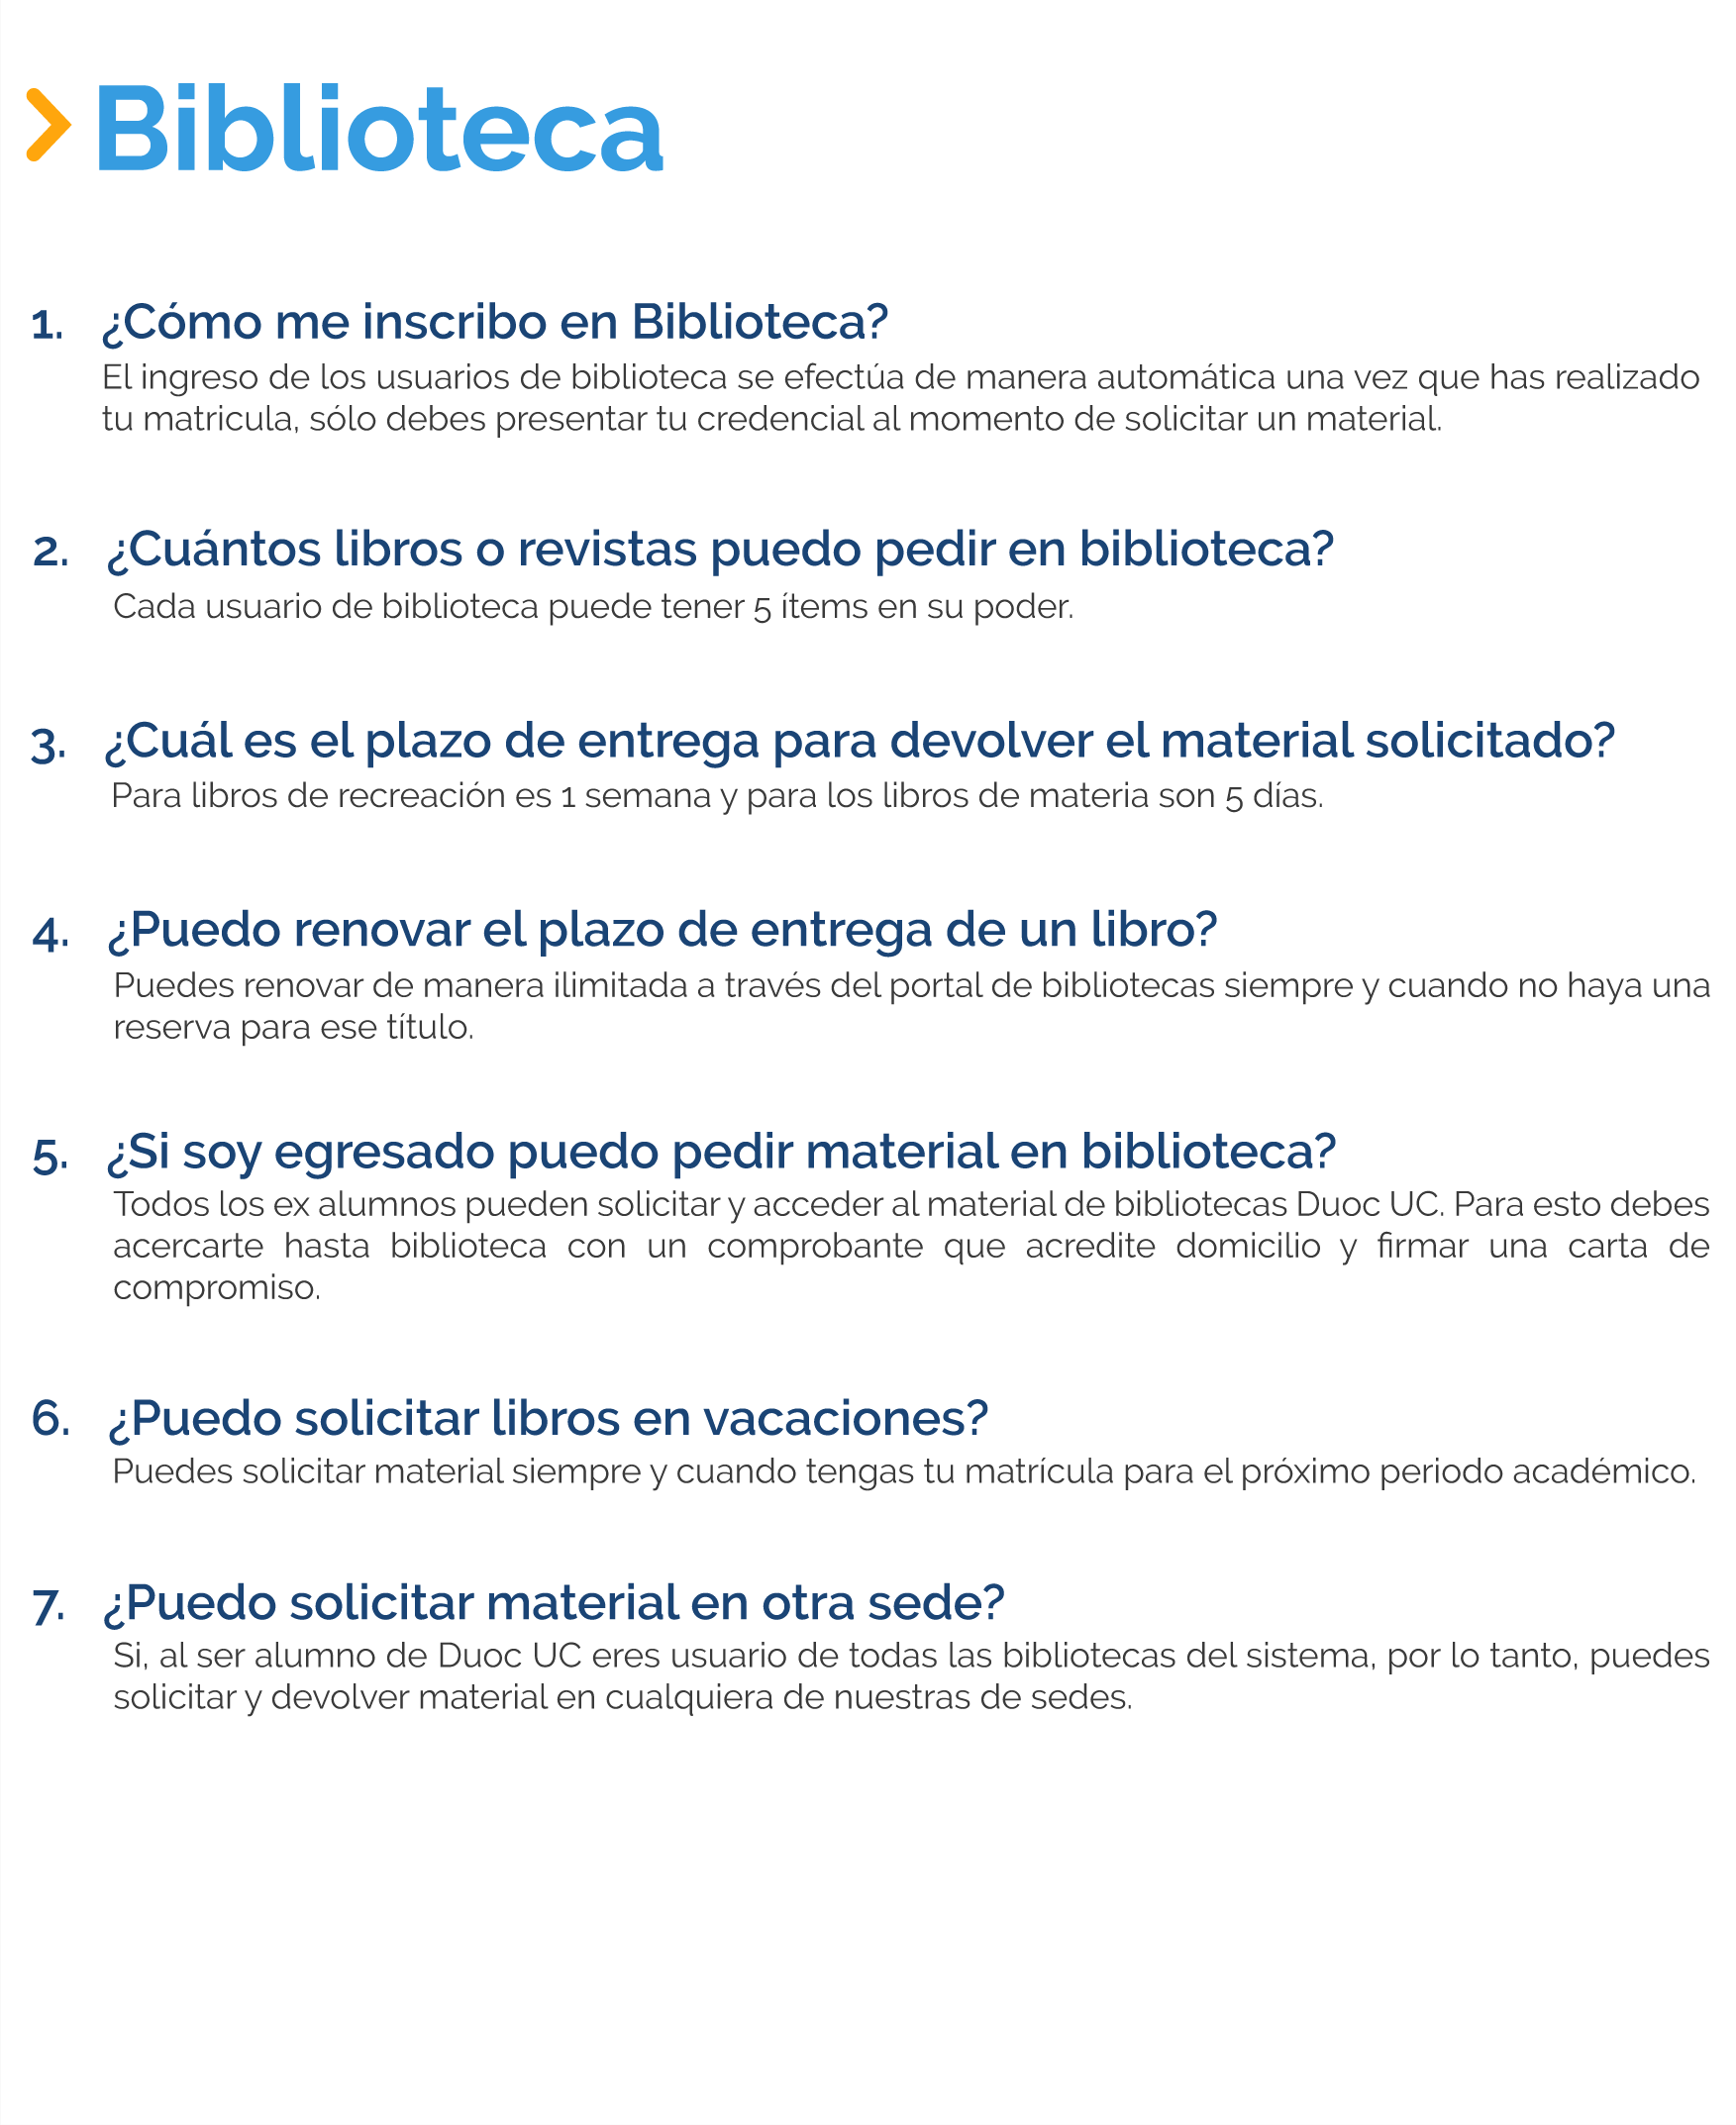 Biblioteca
1. ¿Cómo me inscribo en Biblioteca?
El ingreso de los usuarios de biblioteca se efectúa de manera automática una vez que has realizado
tu matricula, sólo debes presentar tu credencial al momento de solicitar un material.
2. ¿Cuántos libros o revistas puedo pedir en biblioteca?
Cada usuario de biblioteca puede tener 5 ítems en su poder.
3. ¿Cuál es el plazo de entrega para devolver el material solicitado?
Para libros de recreación es 1 semana y para los libros de materia son 5 días.
4. ¿Puedo renovar el plazo de entrega de un libro?
Puedes renovar de manera ilimitada a través del portal de bibliotecas siempre y cuando no haya una
reserva para ese título.
5. ¿Si soy egresado puedo pedir material en biblioteca?
Todos los ex alumnos pueden solicitar y acceder al material de bibliotecas Duoc UC. Para esto debes
acercarte hasta biblioteca con un comprobante que acredite domicilio y firmar una carta de
compromiso.
6. ¿Puedo solicitar libros en vacaciones?
Puedes solicitar material siempre y cuando tengas tu matrícula para el próximo periodo académico.
7. ¿Puedo solicitar material en otra sede?
Si, al ser alumno de Duoc UC eres usuario de todas las bibliotecas del sistema, por lo tanto, puedes
solicitar y devolver material en cualquiera de nuestras de sedes.